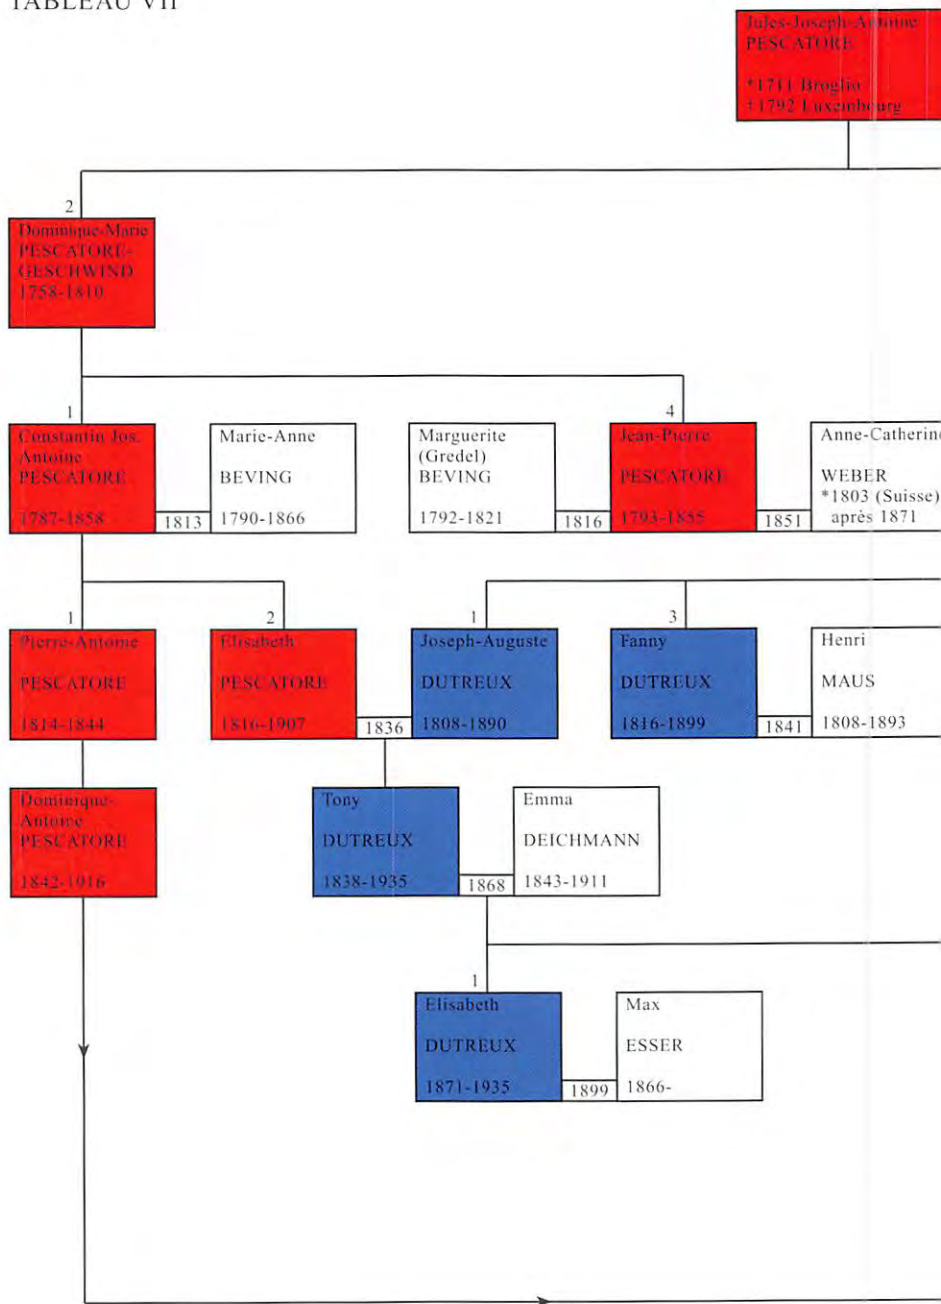 TABLEAU VII
Jules-Joseph-Antoine
PESCATORE
*1711 Broglio
†1792 Luxembourg
2
Dominique-Marie
PESCATORE-
GESCHWIND
1758-1810
1
Constantin Jos.
Antoine
PESCATORE
1787-1858
1813
Marie-Anne
BEVING
1790-1866
Marguerite
(Gredel)
BEVING
1792-1821
1816
4
Jean-Pierre
PESCATORE
1793-1855
1851
Anne-Catherine
WEBER
*1803 (Suisse)
après 1871
1
Pierre-Antoine
PESCATORE
1814-1844
2
Elisabeth
PESCATORE
1816-1907
1836
1
Joseph-Auguste
DUTREUX
1808-1890
3
Fanny
DUTREUX
1816-1899
1841
Henri
MAUS
1808-1893
Dominique-
Antoine
PESCATORE
1842-1916
Tony
DUTREUX
1838-1935
1868
Emma
DEICHMANN
1843-1911
1
Elisabeth
DUTREUX
1871-1935
1899
Max
ESSER
1866-